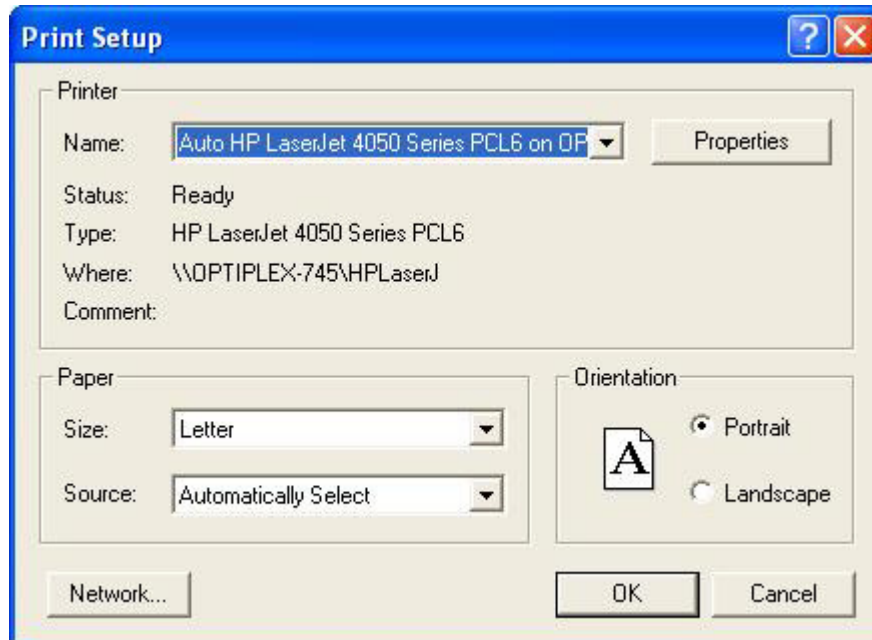 Print Setup
Printer
Name: Auto HP LaserJet 4050 Series PCL6 on OP Properties
Status: Ready
Type: HP LaserJet 4050 Series PCL6
Where: \\OPTIPLEX-745\HPLaserJ
Comment:
Paper Orientation
Size: Letter Portrait
A
Source: Automatically Select Landscape
Network... OK Cancel